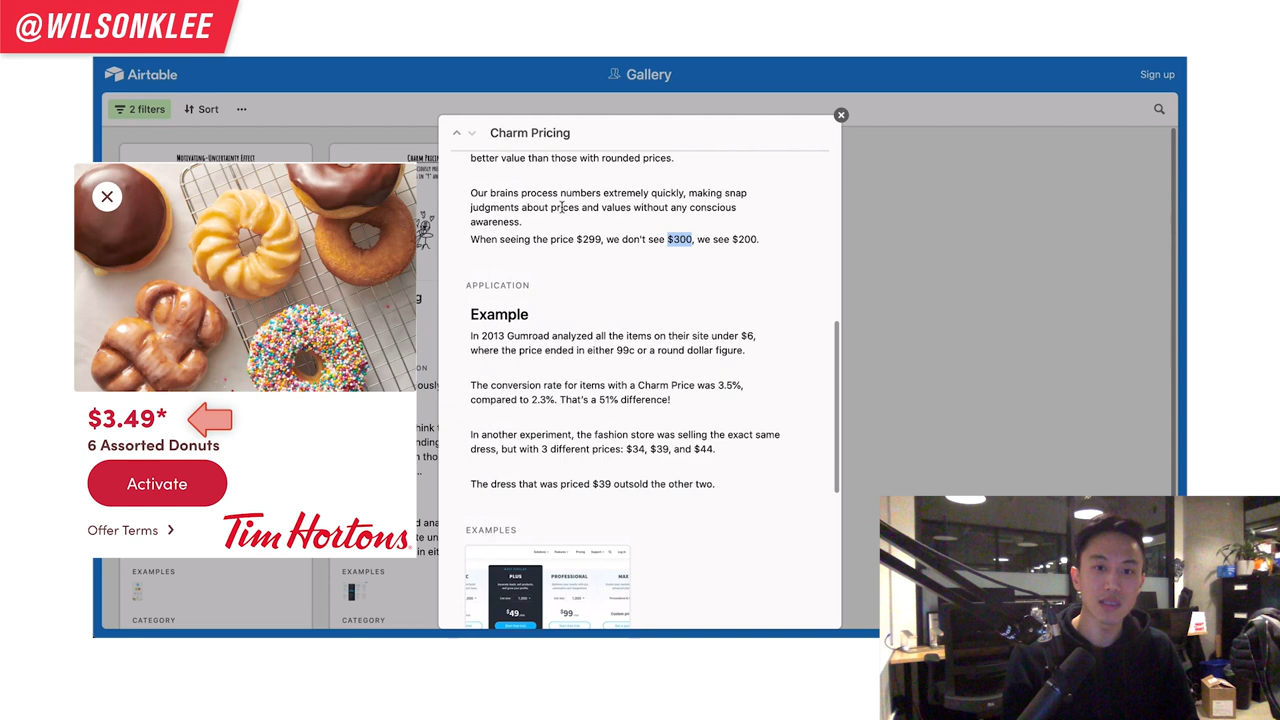 @WILSONKLEE
Airtable
Gallery
Sign up
2 filters
Sort
...
MOTIVATING-UNCERTAINTY EFFECT
Charm Pricing
better value than those with rounded prices.
Our brains process numbers extremely quickly, making snap
judgments about prices and values without any conscious
awareness.
When seeing the price $299, we don't see $300, we see $200.
APPLICATION
Example
In 2013 Gumroad analyzed all the items on their site under $6,
where the price ended in either 99c or a round dollar figure.
The conversion rate for items with a Charm Price was 3.5%,
compared to 2.3%. That's a 51% difference!
In another experiment, the fashion store was selling the exact same
dress, but with 3 different prices: $34, $39, and $44.
The dress that was priced $39 outsold the other two.
EXAMPLES
PLUS
PROFESSIONAL
MAX
$49
$99
$3.49*
6 Assorted Donuts
Activate
Offer Terms
Tim Hortons
EXAMPLES
EXAMPLES
CATEGORY
CATEGORY